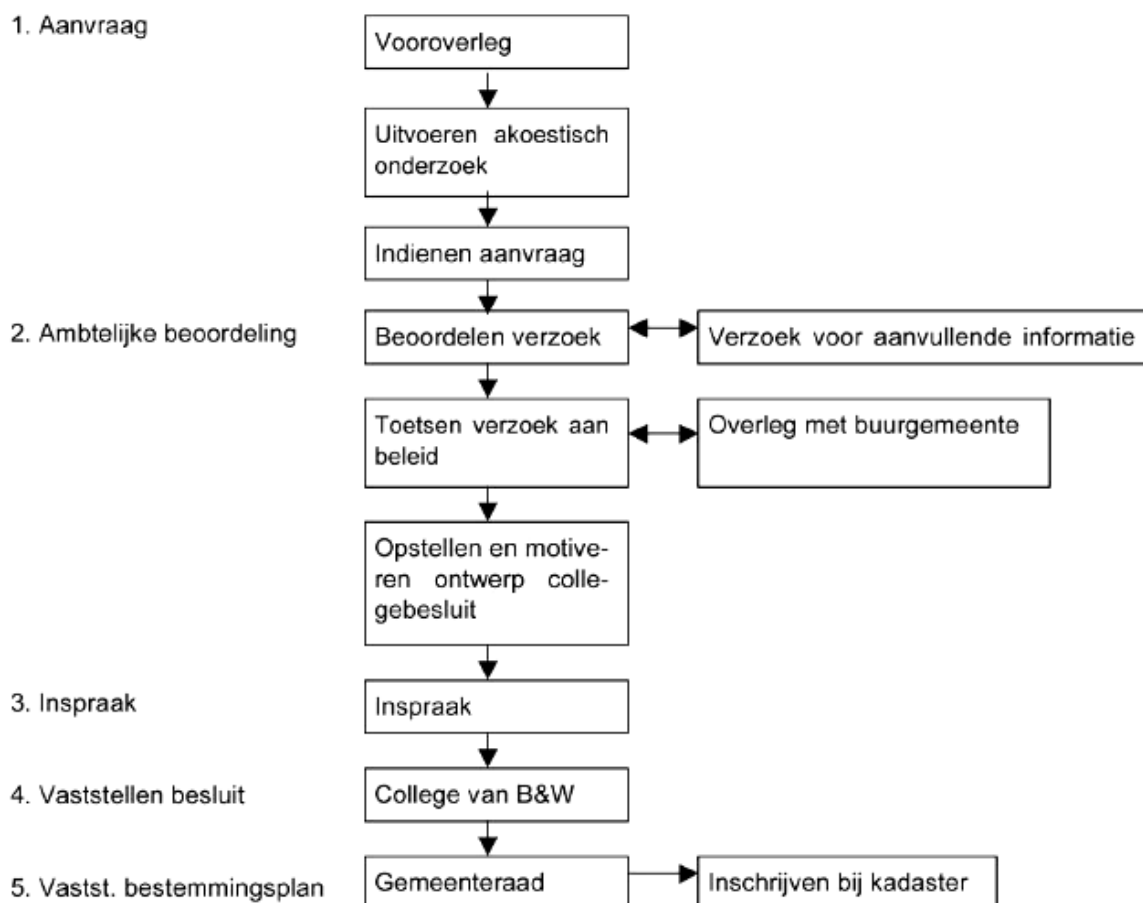 1. Aanvraag
Vooroverleg
Uitvoeren akoestisch
onderzoek
Indienen aanvraag
2. Ambtelijke beoordeling
Beoordelen verzoek
Verzoek voor aanvullende informatie
Toetsen verzoek aan
beleid
Overleg met buurgemeente
Opstellen en motive-
ren ontwerp colle-
gebesluit
3. Inspraak
Inspraak
4. Vaststellen besluit
College van B&W
5. Vastst. bestemmingsplan
Gemeenteraad
Inschrijven bij kadaster